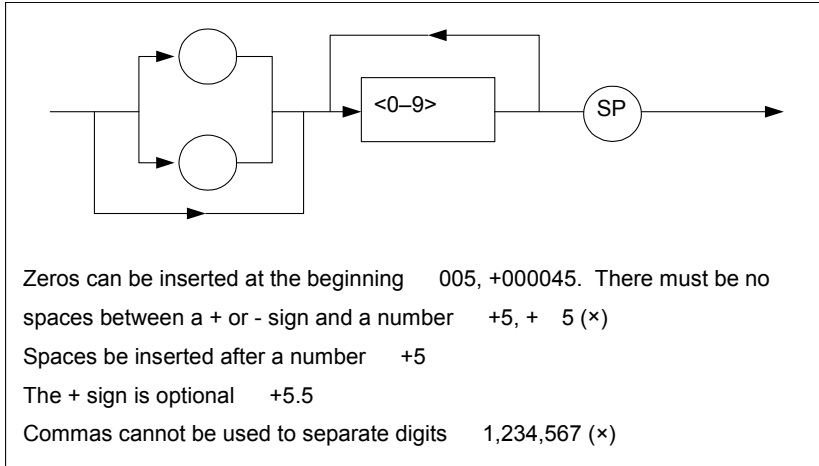 <0–9>
SP
Zeros can be inserted at the beginning 005, +000045. There must be no
spaces between a + or - sign and a number +5, + 5 (×)
Spaces be inserted after a number +5
The + sign is optional +5.5
Commas cannot be used to separate digits 1,234,567 (×)